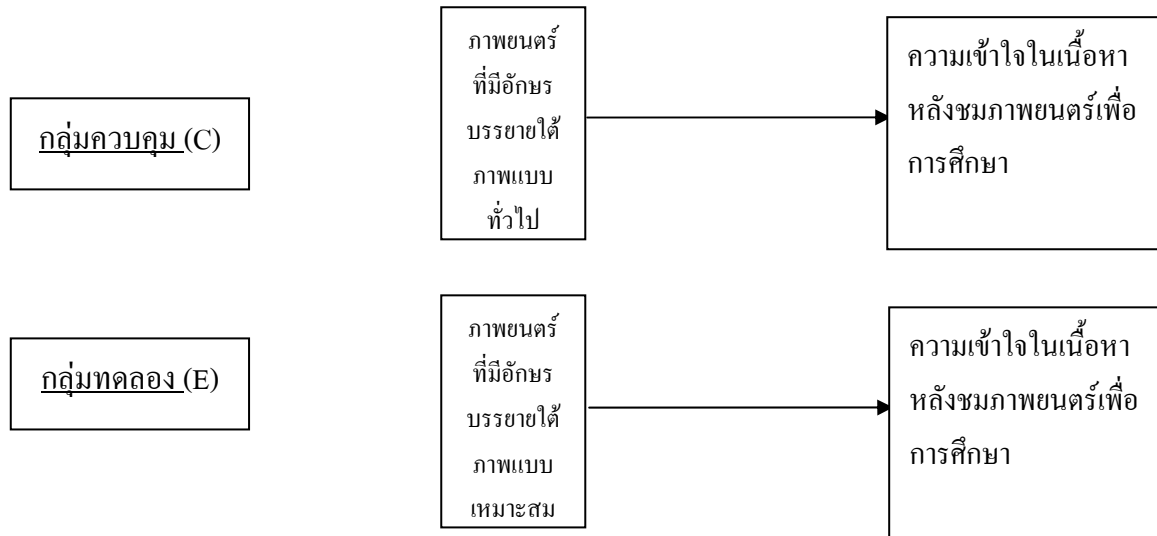 กลุ่มควบคุม (C)
ภาพยนตร์
ที่มีอักษร
บรรยายใต้
ภาพแบบ
ทั่วไป
ความเข้าใจในเนื้อหา
หลังชมภาพยนตร์เพื่อ
การศึกษา
กลุ่มทดลอง (E)
ภาพยนตร์
ที่มีอักษร
บรรยายใต้
ภาพแบบ
เหมาะสม
ความเข้าใจในเนื้อหา
หลังชมภาพยนตร์เพื่อ
การศึกษา